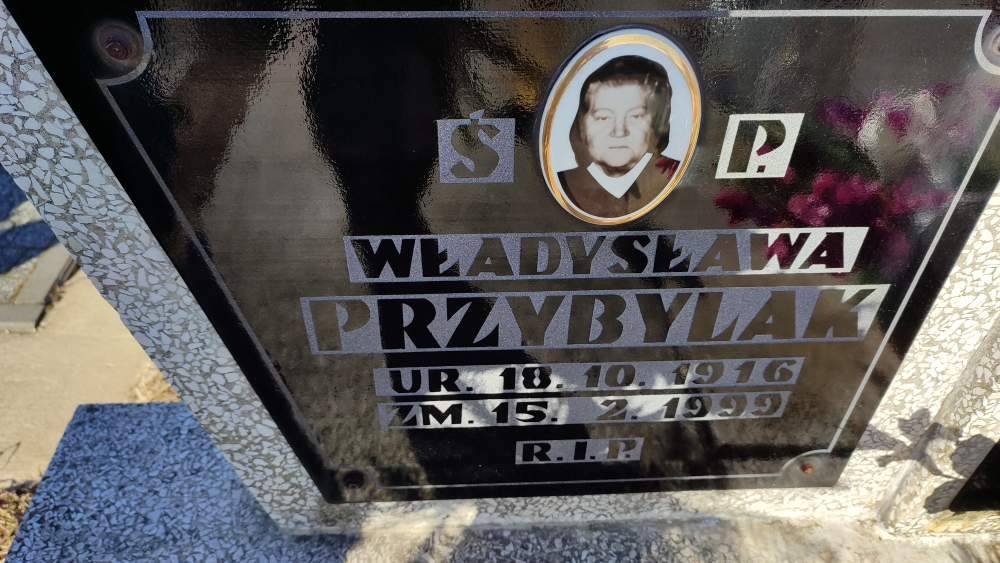 Ś P.
WŁADYSŁAWA
PRZYBYLAK
UR. 18. 10. 1916
ZM. 15. 2. 1999
R.I.P.